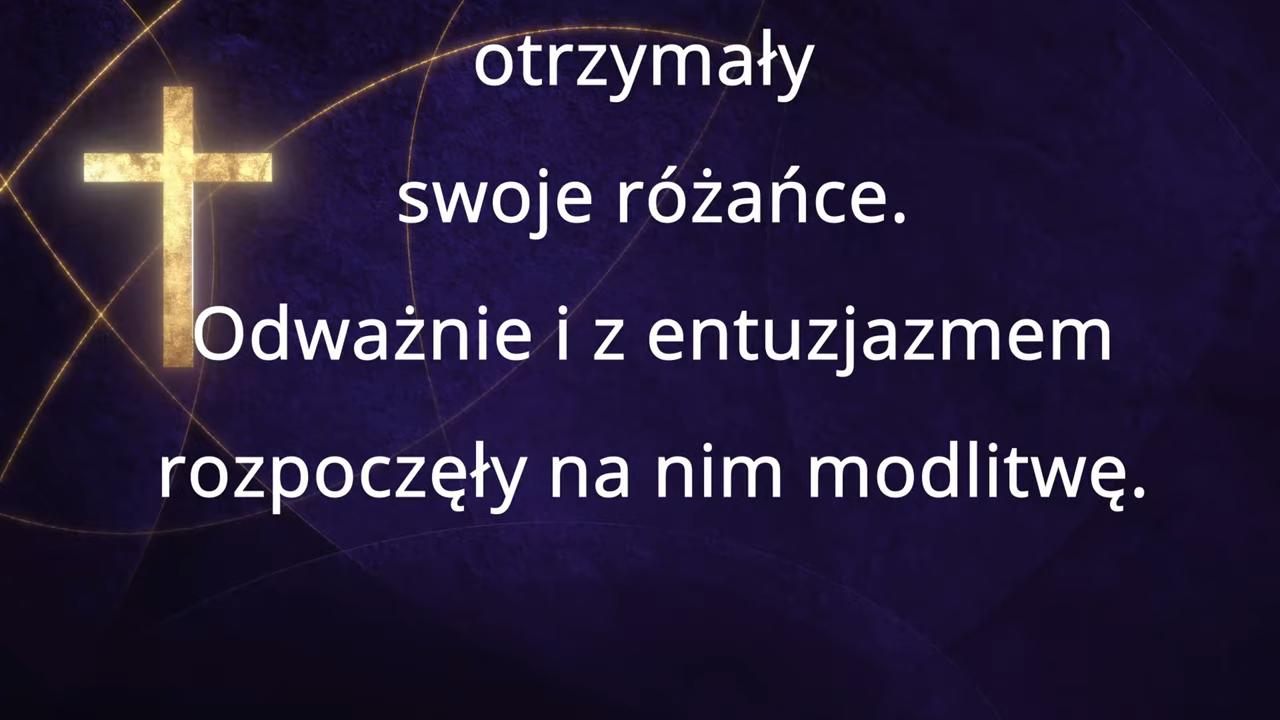 otrzymały
swoje różańce.
Odważnie i z entuzjazmem
rozpoczęły na nim modlitwę.